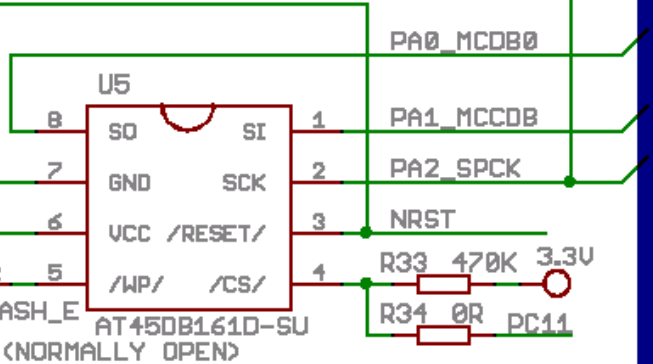 PA0_MCDB0
U5
8 SO SI 1 PA1_MCCDB
7 GND SCK 2 PA2_SPCK
6 VCC /RESET/ 3 NRST
R33 470K 3.3V
5 /WP/ /CS/ 4
ASH_E R34 0R PC11
AT45DB161D-SU
(NORMALLY OPEN)